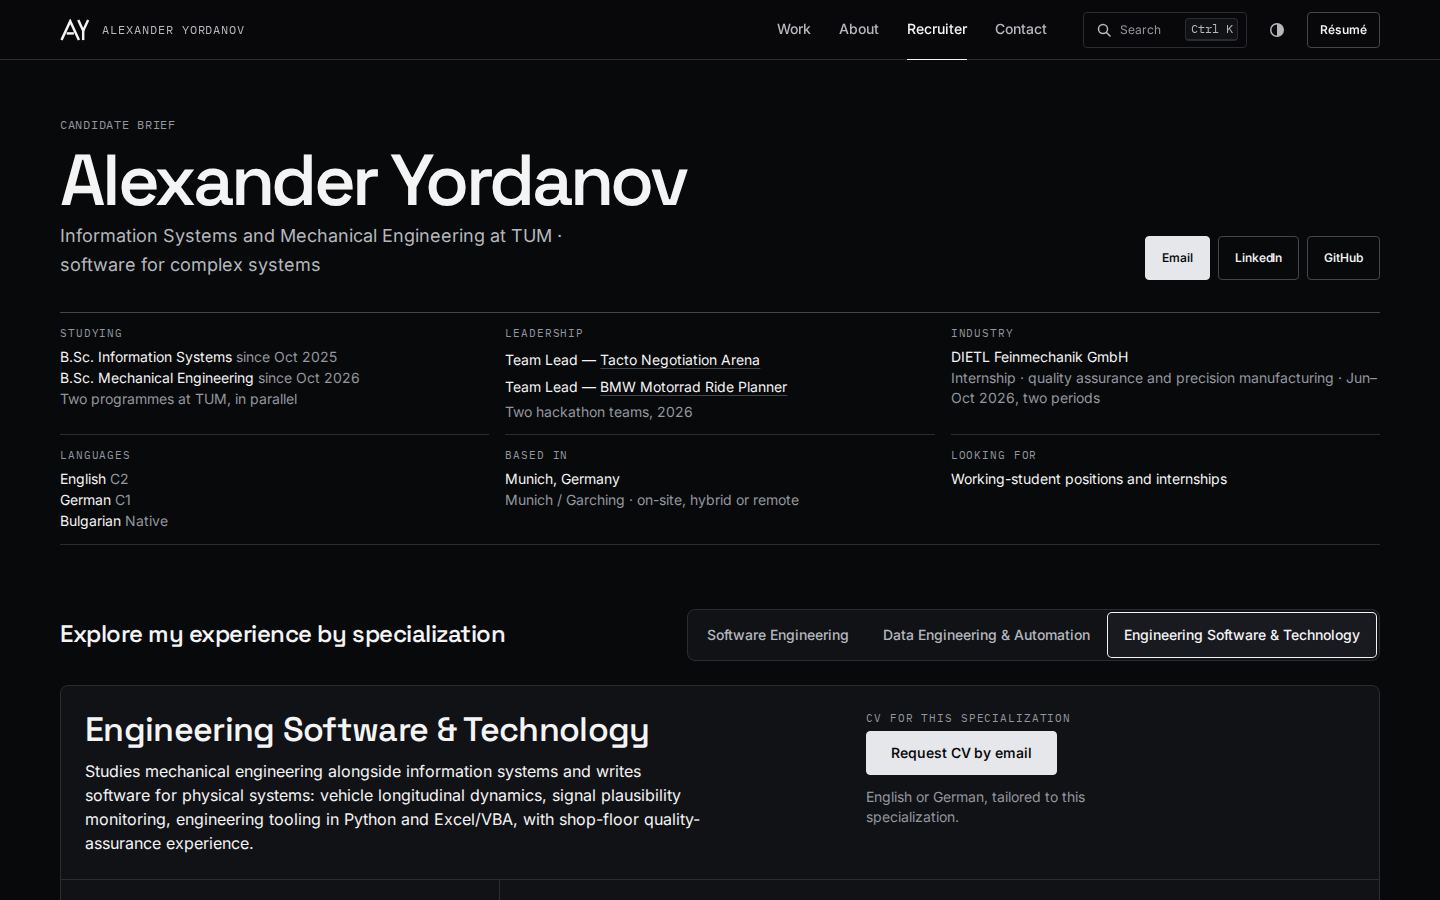 AY ALEXANDER YORDANOV
Work About Recruiter Contact Search Ctrl K Résumé
CANDIDATE BRIEF
Alexander Yordanov
Information Systems and Mechanical Engineering at TUM ·
software for complex systems
Email LinkedIn GitHub
STUDYING
B.Sc. Information Systems since Oct 2025
B.Sc. Mechanical Engineering since Oct 2026
Two programmes at TUM, in parallel
LEADERSHIP
Team Lead — Tacto Negotiation Arena
Team Lead — BMW Motorrad Ride Planner
Two hackathon teams, 2026
INDUSTRY
DIETL Feinmechanik GmbH
Internship · quality assurance and precision manufacturing · Jun–
Oct 2026, two periods
LANGUAGES
English C2
German C1
Bulgarian Native
BASED IN
Munich, Germany
Munich / Garching · on-site, hybrid or remote
LOOKING FOR
Working-student positions and internships
Explore my experience by specialization
Software Engineering Data Engineering & Automation Engineering Software & Technology
Engineering Software & Technology
Studies mechanical engineering alongside information systems and writes
software for physical systems: vehicle longitudinal dynamics, signal plausibility
monitoring, engineering tooling in Python and Excel/VBA, with shop-floor quality-
assurance experience.
CV FOR THIS SPECIALIZATION
Request CV by email
English or German, tailored to this
specialization.